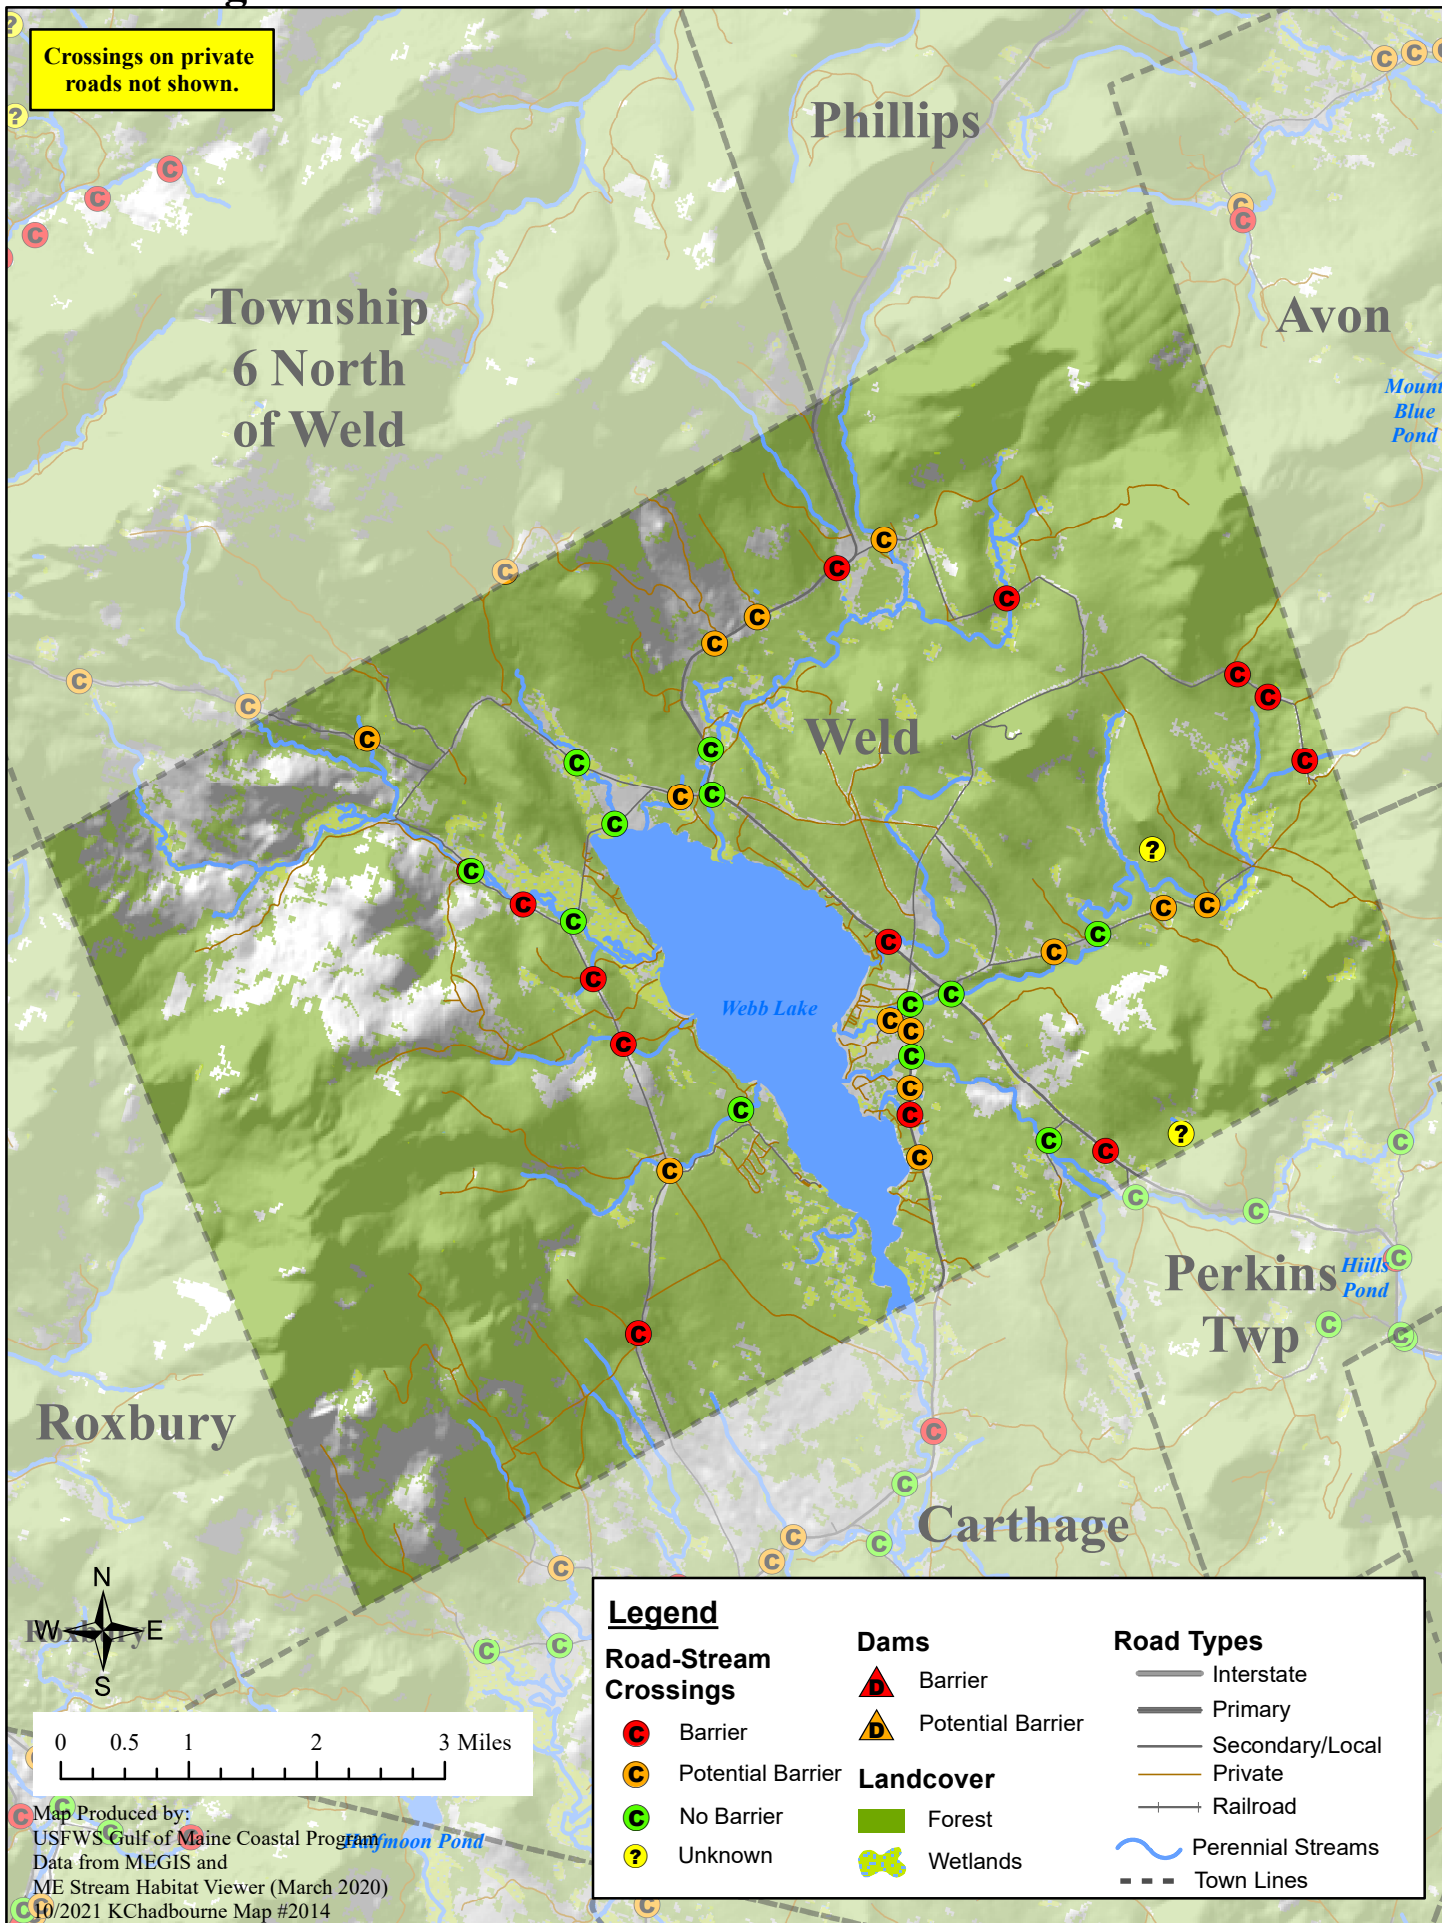 g
Crossings on private
roads not shown.
Phillips
Township
6 North
of Weld
Avon
Mount
Blue
Pond
Weld
Webb Lake
Perkins
Twp
Hiills
Pond
Roxbury
Carthage
Roxbury
N
W E
S
0 0.5 1 2 3 Miles
Map Produced by:
USFWS Gulf of Maine Coastal Program
Halfmoon Pond
Data from MEGIS and
ME Stream Habitat Viewer (March 2020)
10/2021 KChadbourne Map #2014
Legend
Road-Stream
Crossings
C Barrier
C Potential Barrier
C No Barrier
? Unknown
Dams
D Barrier
D Potential Barrier
Landcover
Forest
Wetlands
Road Types
Interstate
Primary
Secondary/Local
Private
Railroad
Perennial Streams
Town Lines